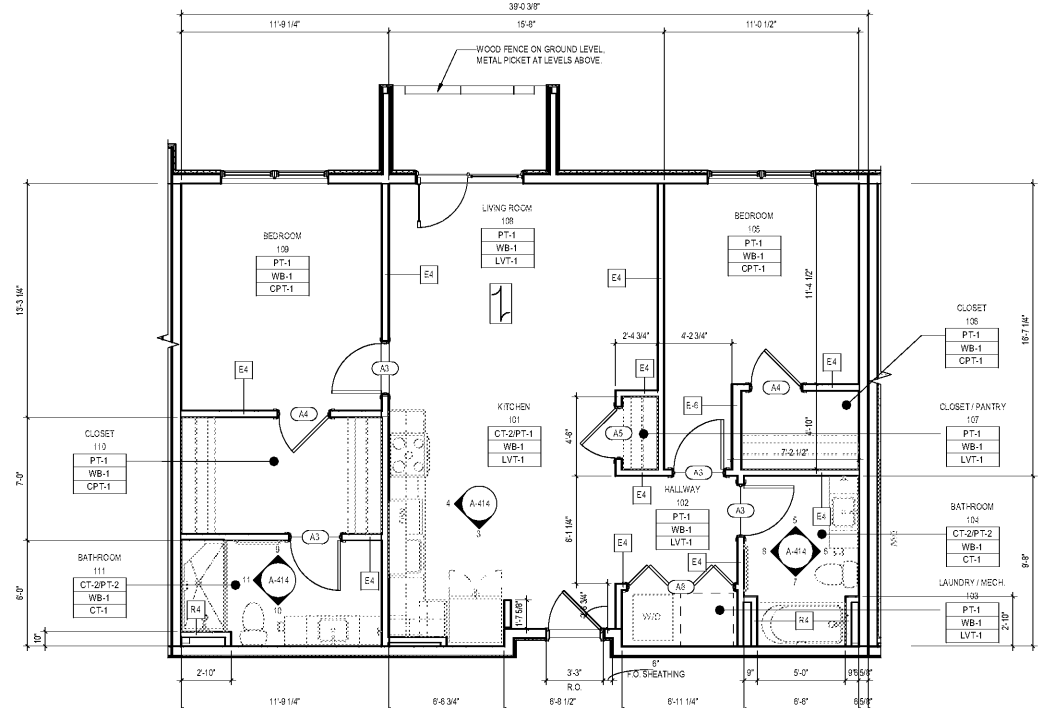 39'-0 3/8"
11'-9 1/4"
15'-8"
11'-0 1/2"
WOOD FENCE ON GROUND LEVEL,
METAL PICKET AT LEVELS ABOVE.
LIVING ROOM
108
PT-1
WB-1
LVT-1
BEDROOM
109
PT-1
WB-1
CPT-1
BEDROOM
105
PT-1
WB-1
CPT-1
E4
E4
13'-3 1/4"
11'-4 1/2"
16'-7 1/4"
CLOSET
106
PT-1
WB-1
CPT-1
2'-4 3/4"
4'-2 3/4"
E4
A3
E4
E4
A4
A4
E-6
KITCHEN
101
CT-2/PT-1
WB-1
LVT-1
4'-6"
A5
4'-10"
CLOSET / PANTRY
107
PT-1
WB-1
LVT-1
CLOSET
110
PT-1
WB-1
CPT-1
7'-0"
7'-2 1/2"
A3
E4
HALLWAY
102
PT-1
WB-1
LVT-1
4
A-414
3
A3
E4
5
8
A-414
6
7
BATHROOM
104
CT-2/PT-2
WB-1
CT-1
A3
6'-1 1/4"
E4
E4
9'-8"
BATHROOM
111
CT-2/PT-2
WB-1
CT-1
9
11
A-414
10
E4
6'-0"
A9
W/D
LAUNDRY / MECH.
103
PT-1
WB-1
LVT-1
2'-10"
R4
R4
10"
1'-7 5/8"
2'-10"
3'-3"
R.O.
6"
F.O. SHEATHING
9"
5'-0"
11'-9 1/4"
6'-6 3/4"
6'-8 1/2"
6'-11 1/4"
6'-6"